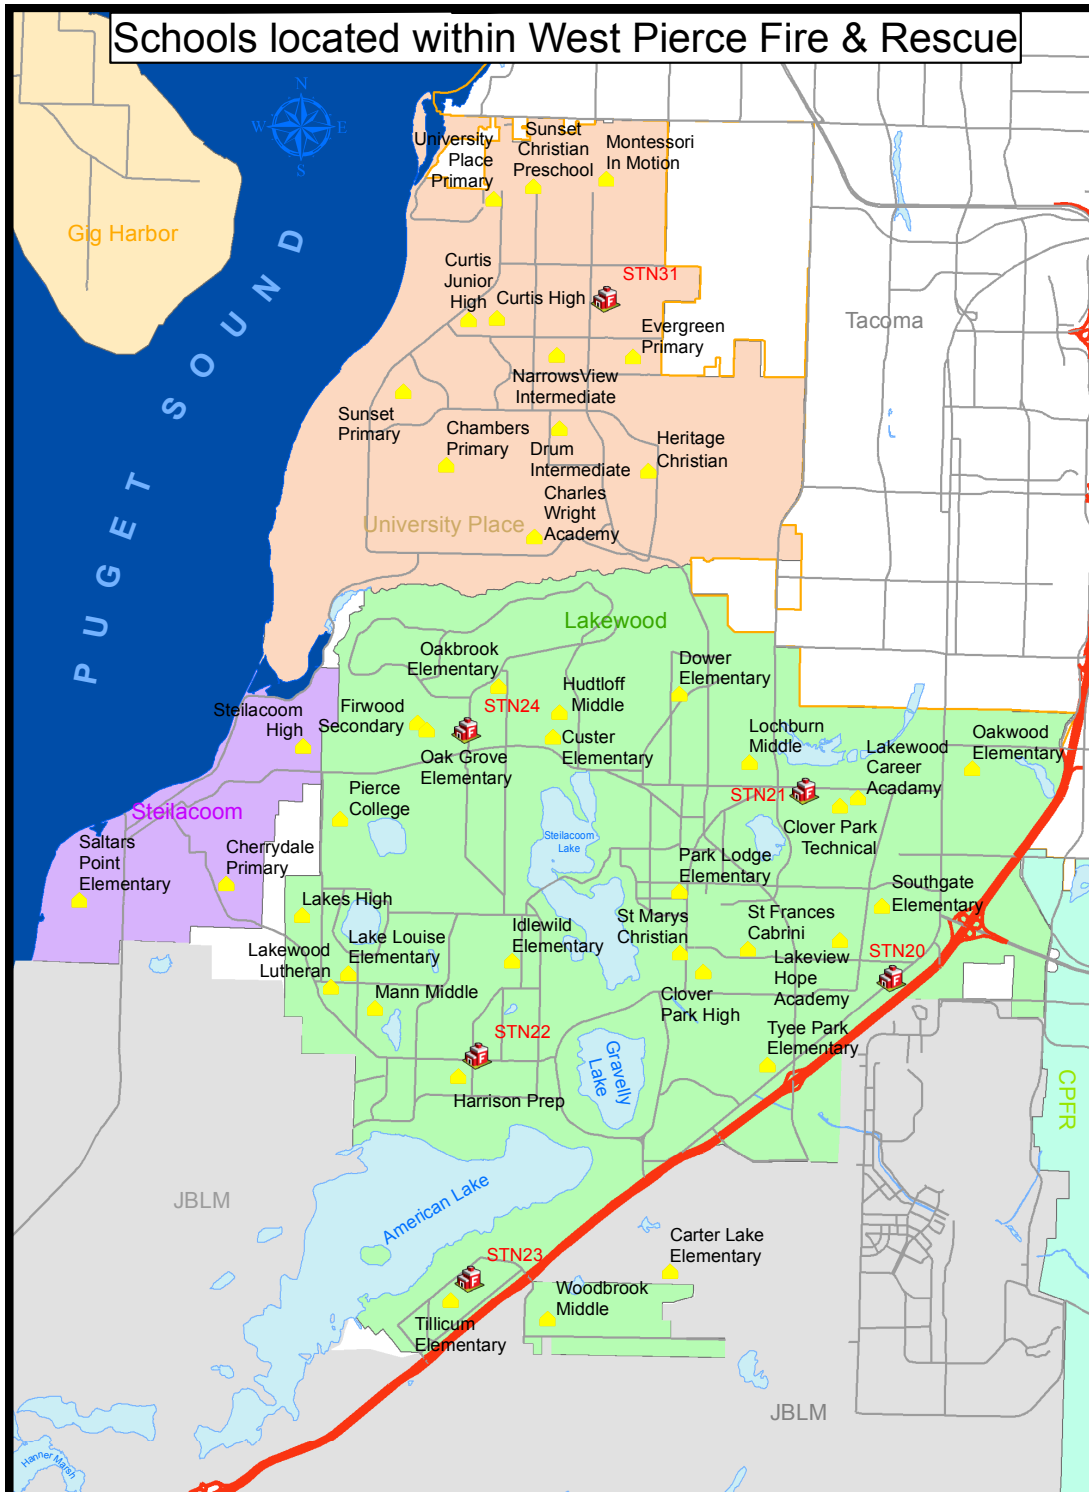 Schools located within West Pierce Fire & Rescue
N
W
E
S
University
Place
Primary
Sunset
Christian
Preschool
Montessori
In Motion
Gig Harbor
PUGET SOUND
Curtis
Junior
High
Curtis High
STN31
Evergreen
Primary
Tacoma
NarrowsView
Intermediate
Sunset
Primary
Chambers
Primary
Drum
Intermediate
Heritage
Christian
Charles
Wright
Academy
University Place
Lakewood
Oakbrook
Elementary
Hudtloff
Middle
Dower
Elementary
Steilacoom
High
Firwood
Secondary
STN24
Oak Grove
Elementary
Custer
Elementary
Lochburn
Middle
Lakewood
Career
Acadamy
Oakwood
Elementary
Steilacoom
Pierce
College
STN21
Clover Park
Technical
Steilacoom
Lake
Saltars
Point
Elementary
Cherrydale
Primary
Park Lodge
Elementary
Southgate
Elementary
Lakes High
Lake Louise
Elementary
Idlewild
Elementary
St Marys
Christian
St Frances
Cabrini
Lakewood
Lutheran
Lakeview
Hope
Academy
STN20
Mann Middle
Clover
Park High
STN22
Tyee Park
Elementary
Gravelly
Lake
Harrison Prep
CPFR
JBLM
American Lake
Carter Lake
Elementary
STN23
Woodbrook
Middle
Tillicum
Elementary
JBLM
Hanner Marsh